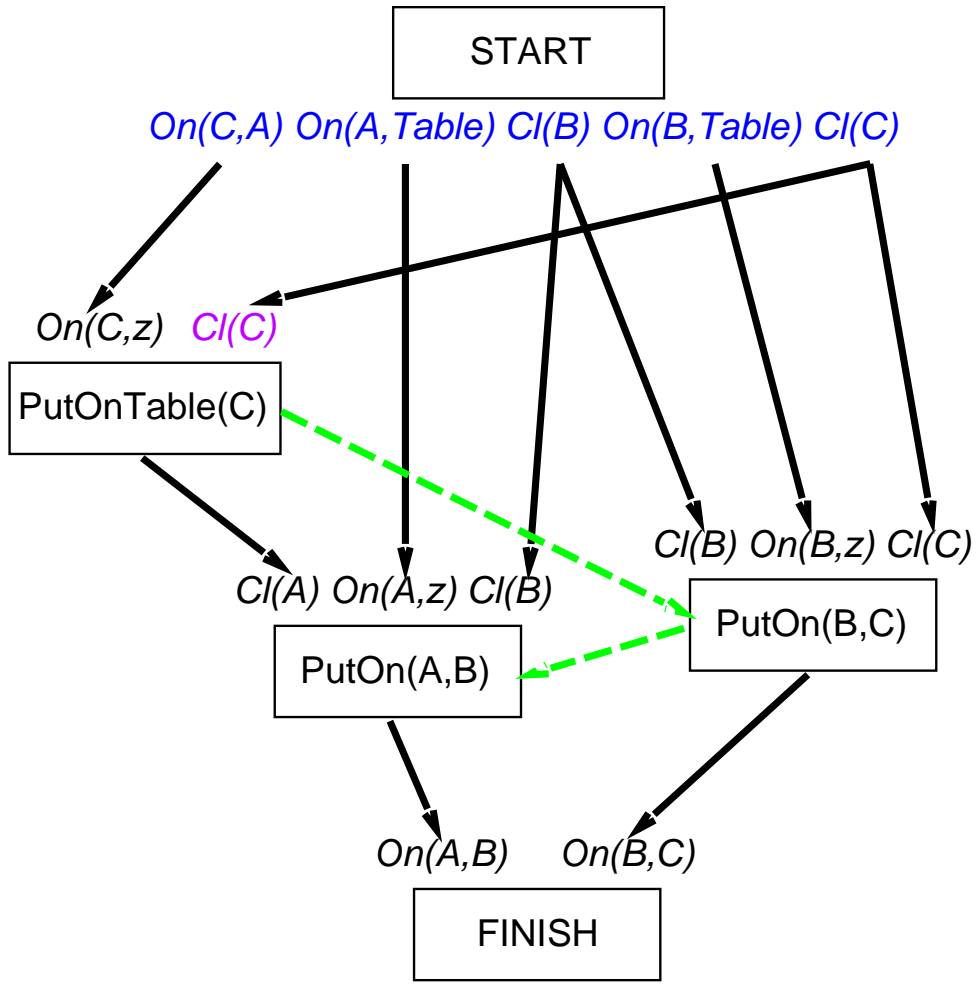 START
On(C,A) On(A,Table) Cl(B) On(B,Table) Cl(C)
On(C,z) Cl(C)
PutOnTable(C)
Cl(B) On(B,z) Cl(C)
Cl(A) On(A,z) Cl(B)
PutOn(B,C)
PutOn(A,B)
On(A,B) On(B,C)
FINISH